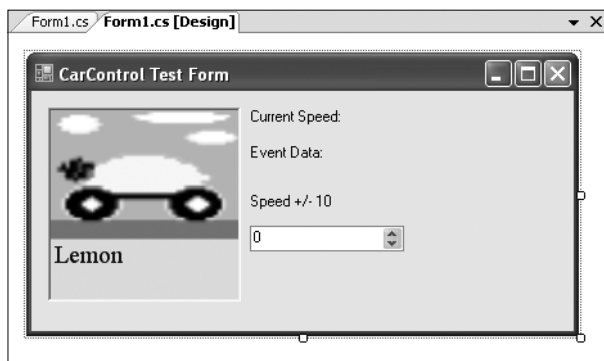 Form1.cs Form1.cs [Design]
CarControl Test Form
Current Speed:
Event Data:
Speed +/- 10
0
Lemon